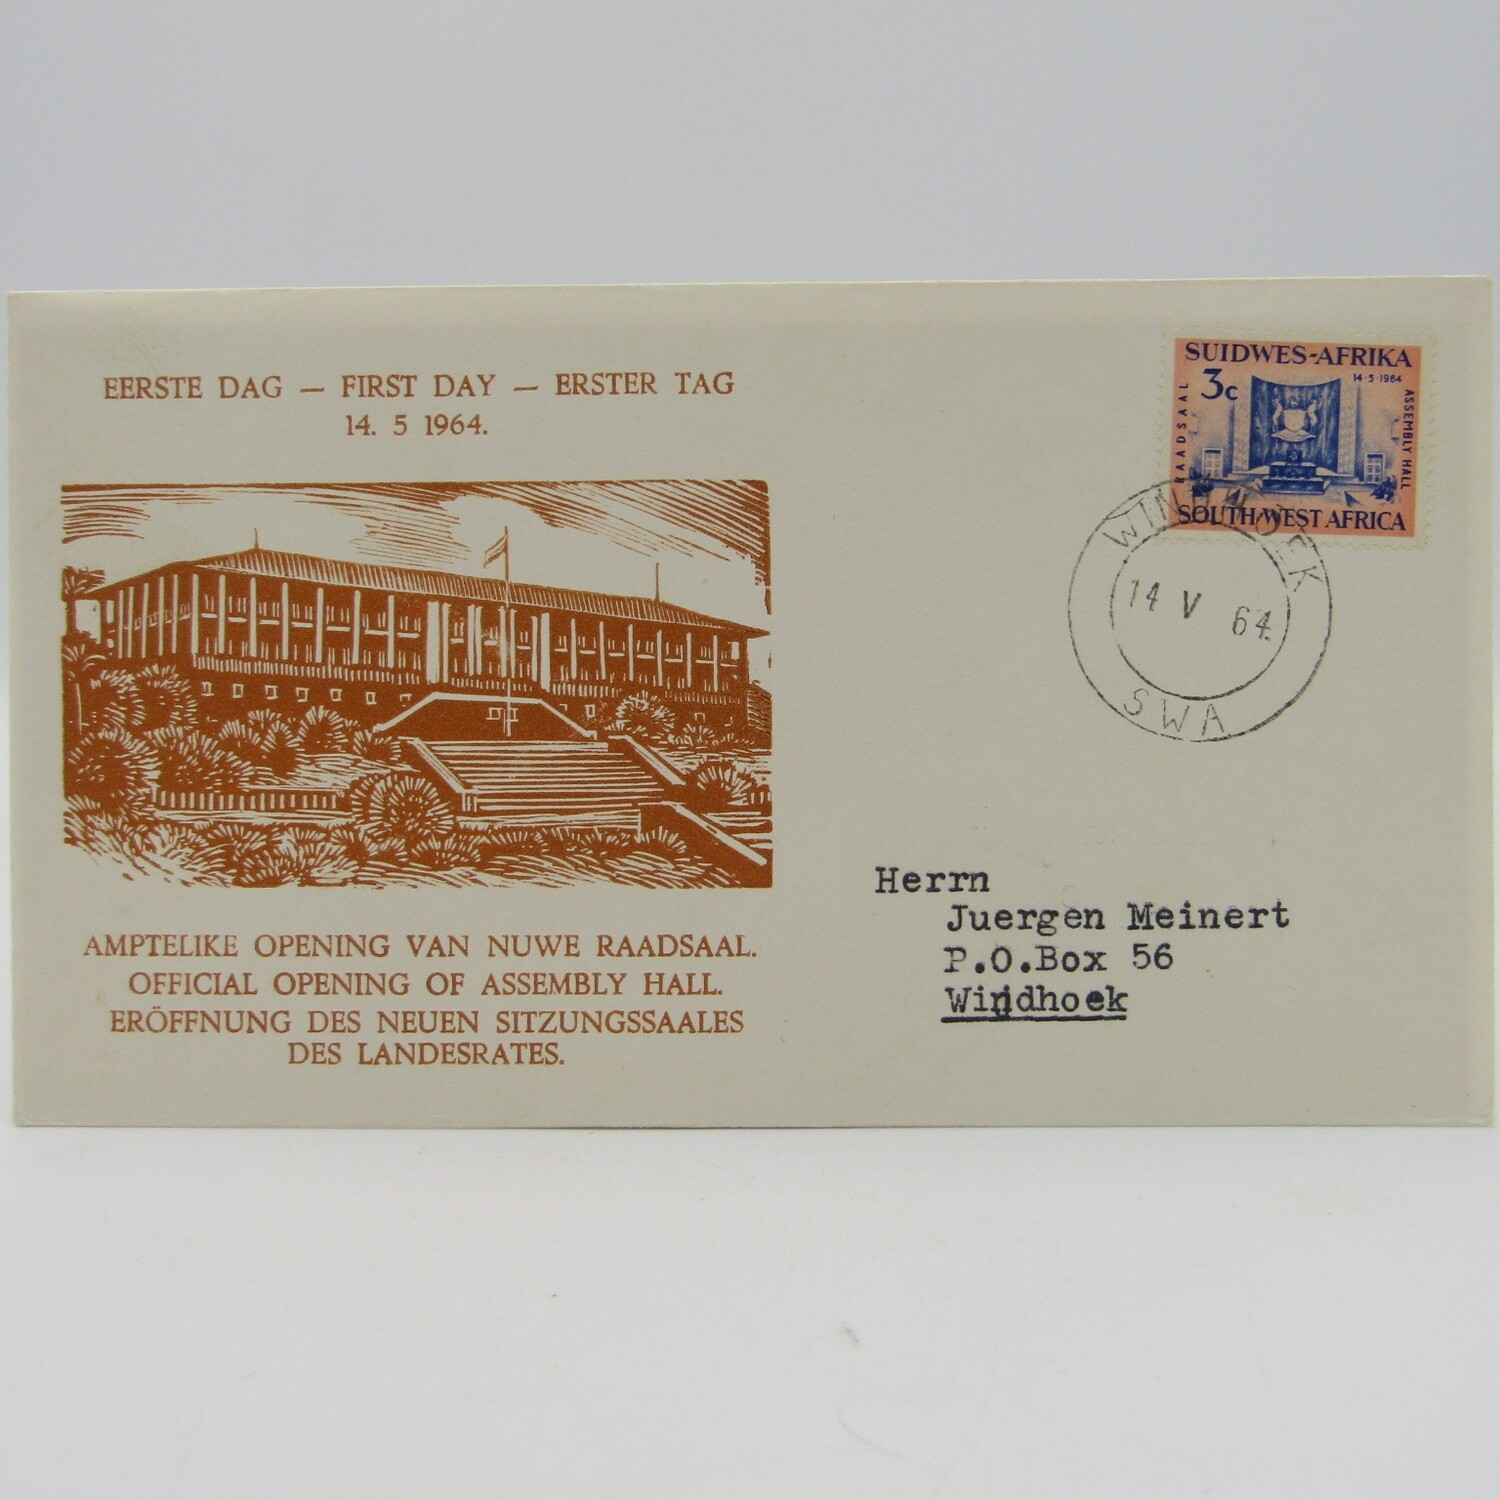 EERSTE DAG — FIRST DAY — ERSTER TAG
14. 5 1964.
SUIDWES-AFRIKA
3c
14·5·1964
RAADSAAL
ASSEMBLY HALL
SOUTH WEST AFRICA
WINDHOEK
14 V 64.
SWA
AMPTELIKE OPENING VAN NUWE RAADSAAL.
OFFICIAL OPENING OF ASSEMBLY HALL.
ERÖFFNUNG DES NEUEN SITZUNGSSAALES
DES LANDESRATES.
Herrn
Juergen Meinert
P.O.Box 56
Windhoek